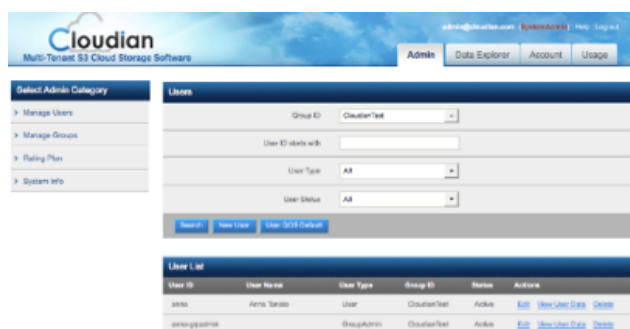 Cloudian
Multi-Tenant S3 Cloud Storage Software
admin@cloudian.com (SystemAdmin) | Help | Logout
Admin Data Explorer Account Usage
Select Admin Category
> Manage Users
> Manage Groups
> Rating Plan
> System Info
Users
Group ID CloudianTest
User ID starts with
User Type All
User Status All
Search New User User QOS Default
User List
User ID User Name User Type Group ID Status Actions
anna Anna Tanato User CloudianTest Active Edit View User Data Delete
GroupAdmin CloudianTest Active Edit View User Data Delete